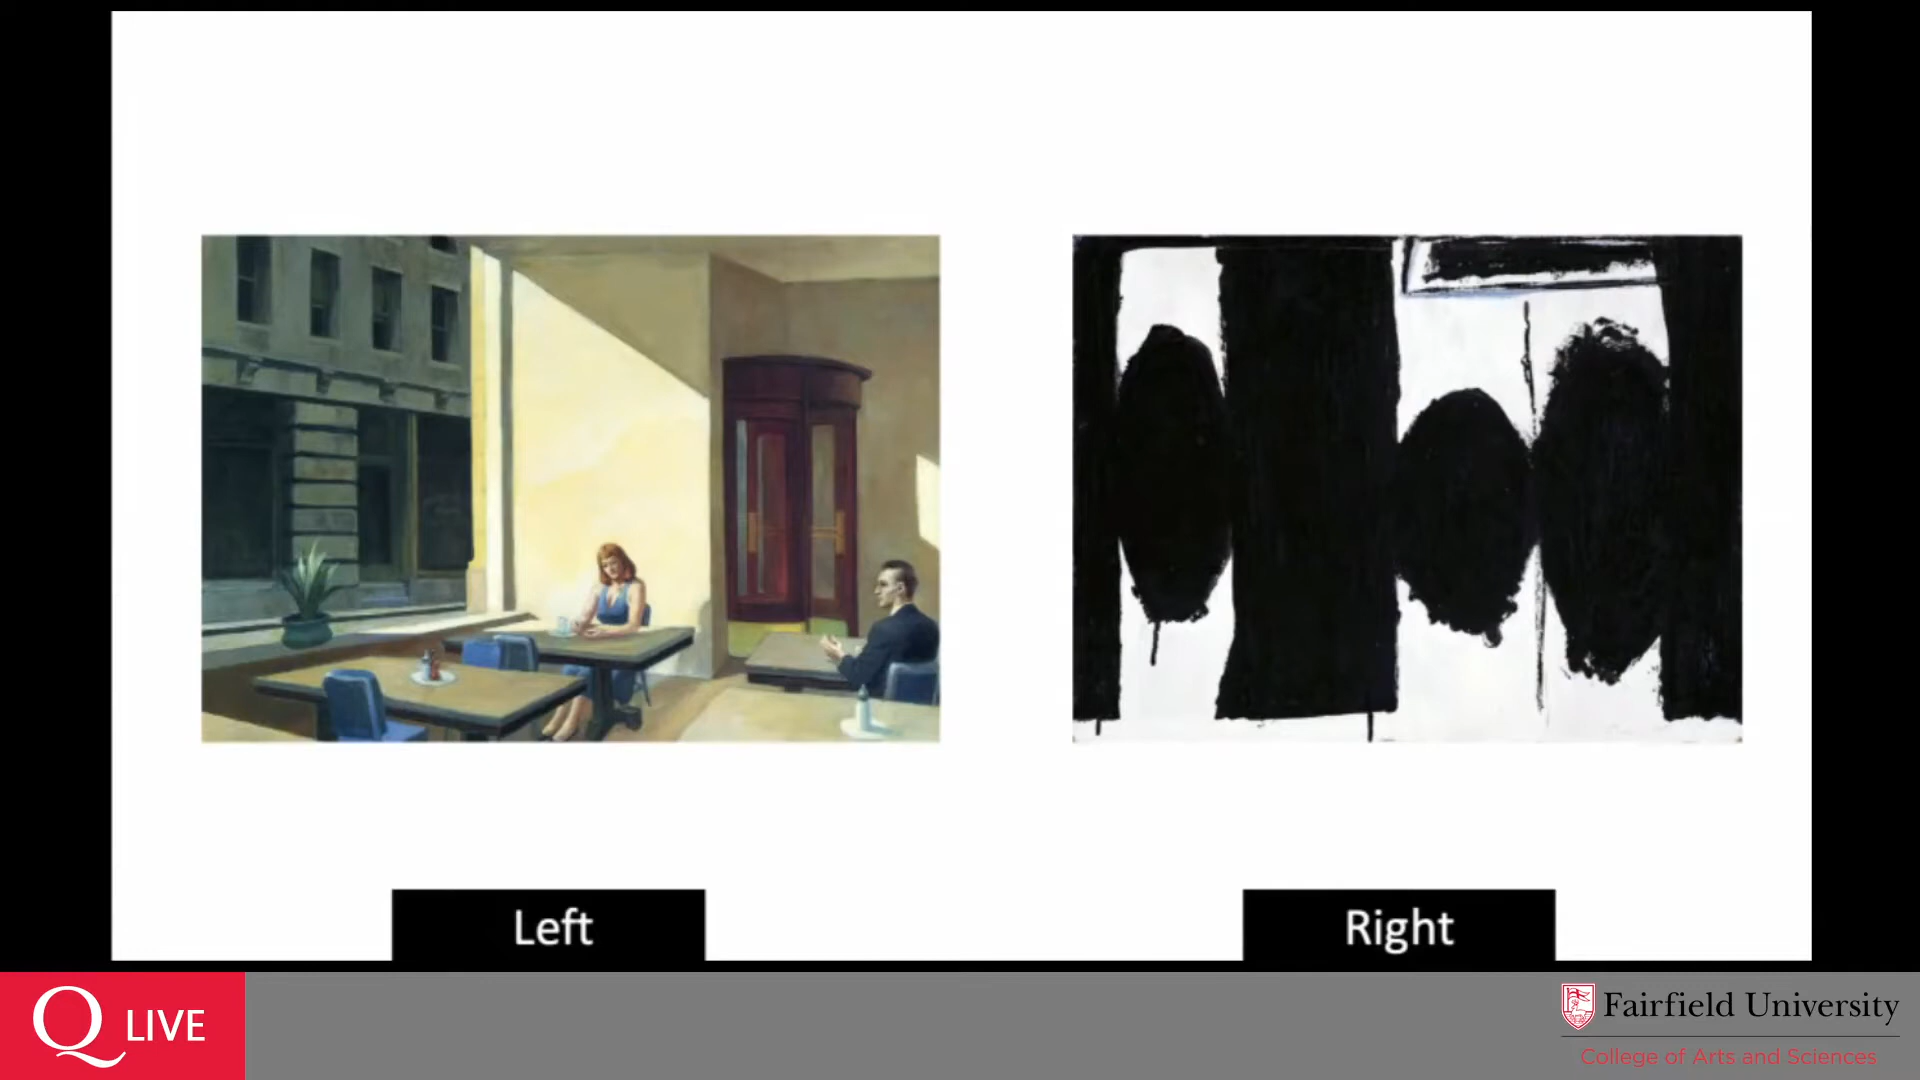 Left
Right
Q LIVE
Fairfield University
College of Arts and Sciences